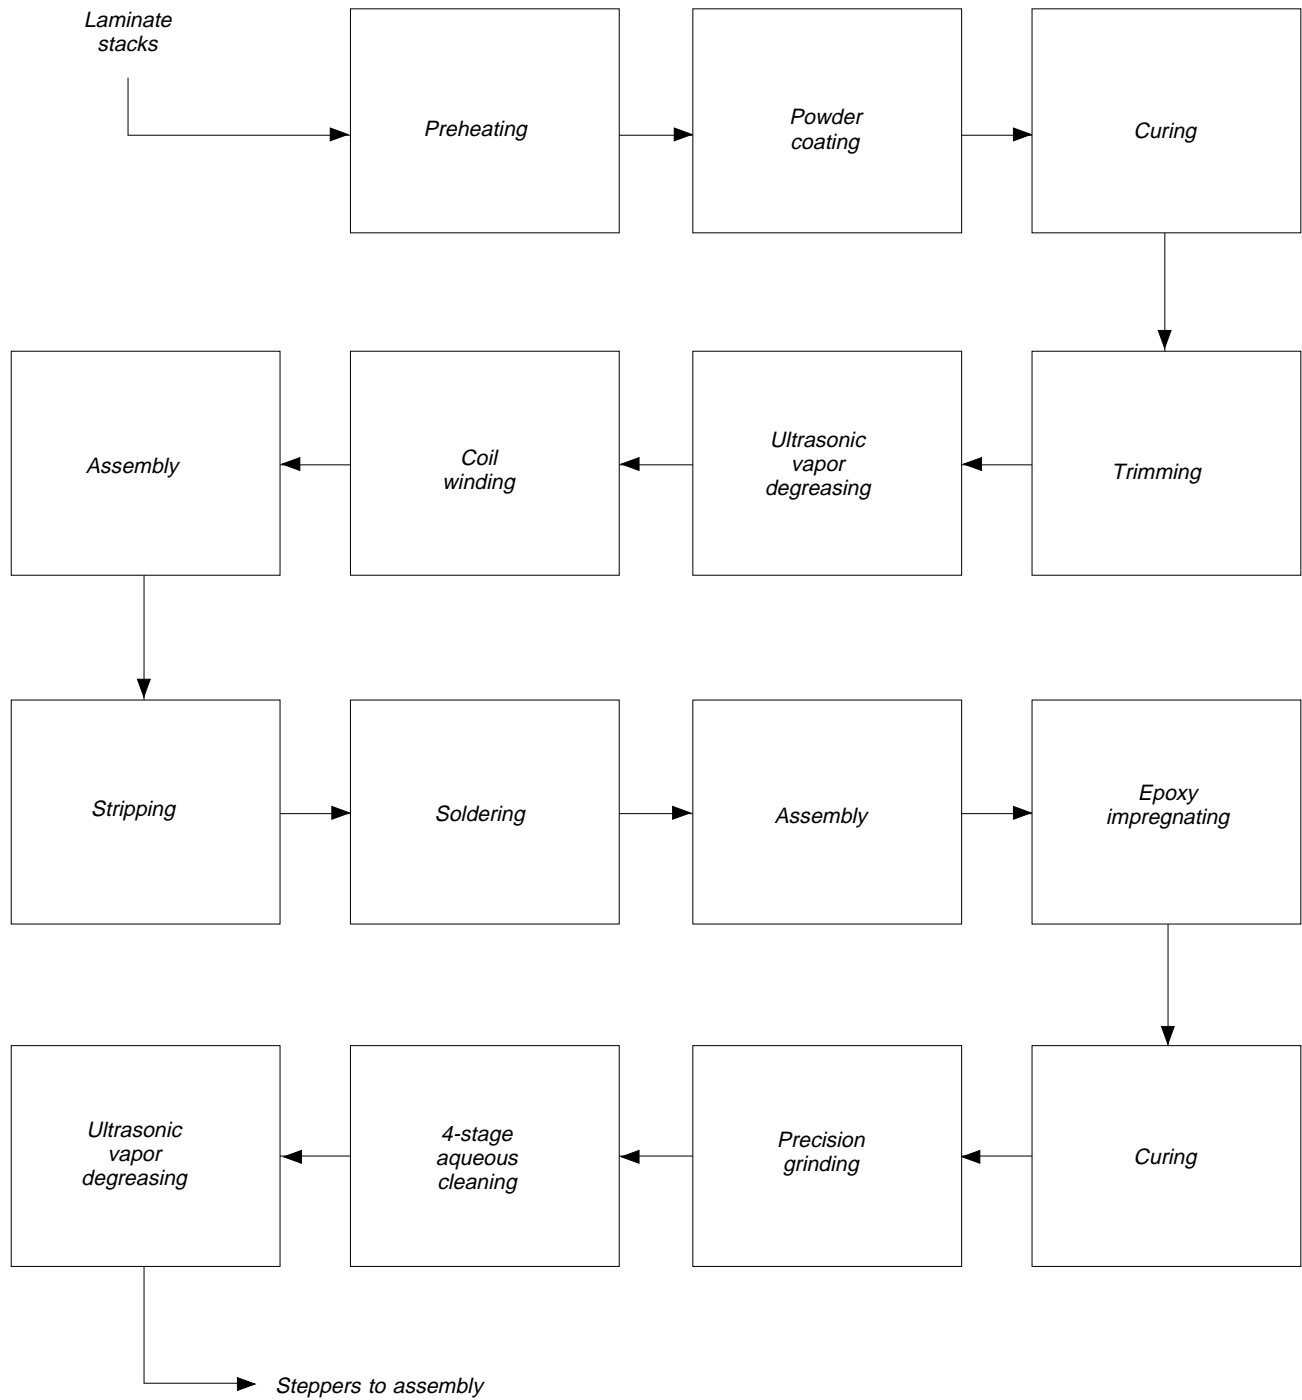 Laminate
stacks
Preheating
Powder
coating
Curing
Assembly
Coil
winding
Ultrasonic
vapor
degreasing
Trimming
Stripping
Soldering
Assembly
Epoxy
impregnating
Ultrasonic
vapor
degreasing
4-stage
aqueous
cleaning
Precision
grinding
Curing
Steppers to assembly